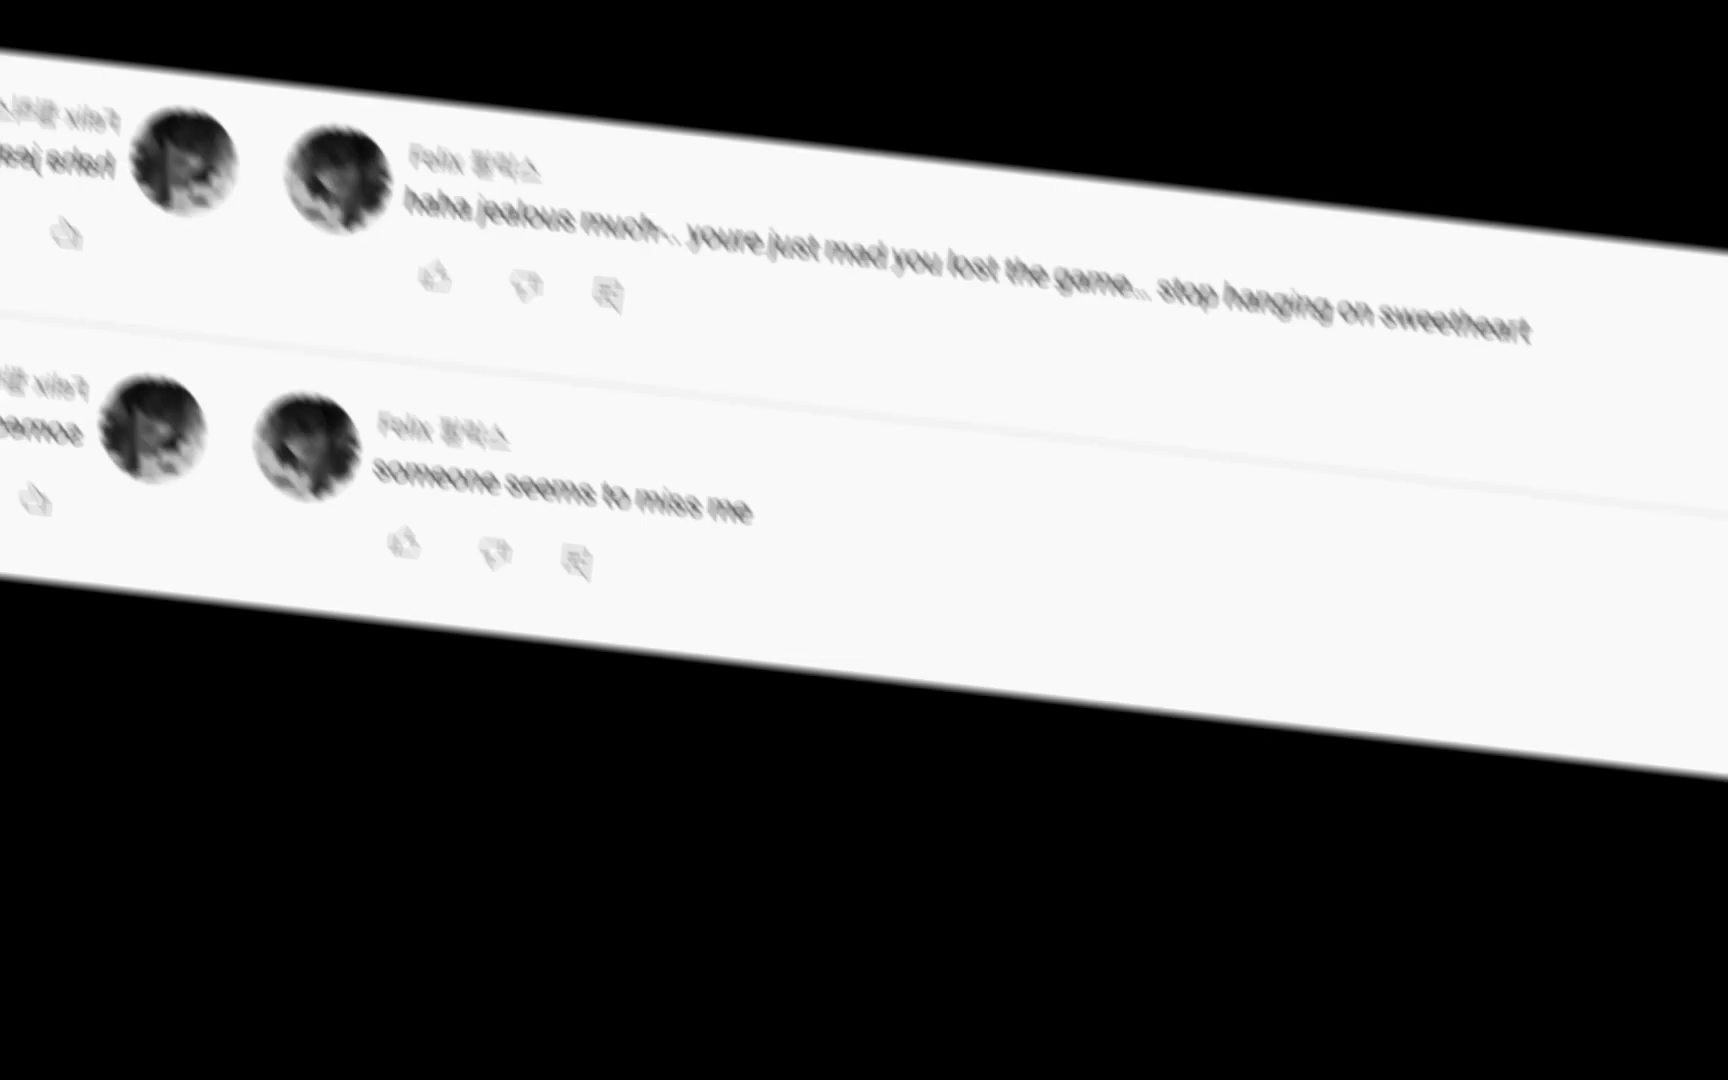 Felix 필릭스
haha jealous much... youre just mad you lost the game... stop hanging on sweetheart
Felix 필릭스
someone seems to miss me